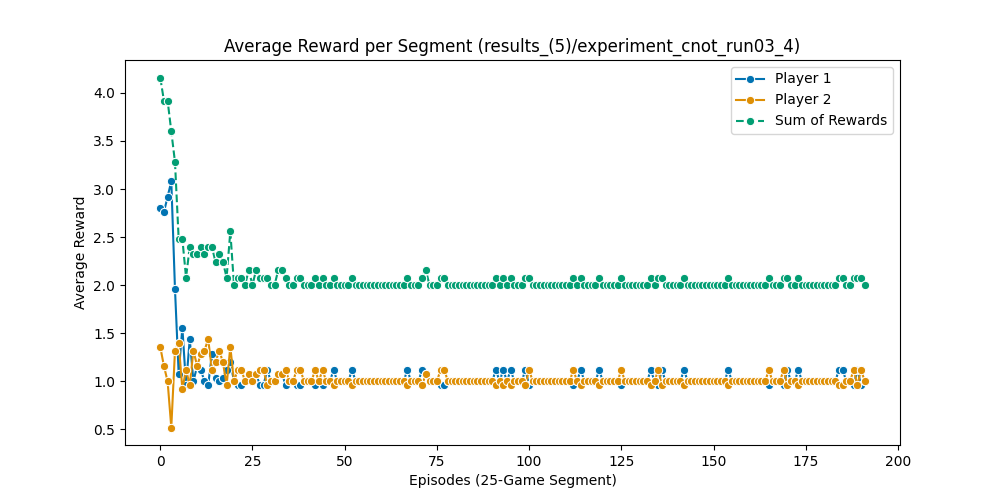 Average Reward per Segment (results_(5)/experiment_cnot_run03_4)
Player 1
Player 2
Sum of Rewards
Average Reward
4.0
3.5
3.0
2.5
2.0
1.5
1.0
0.5
0 25 50 75 100 125 150 175 200
Episodes (25-Game Segment)